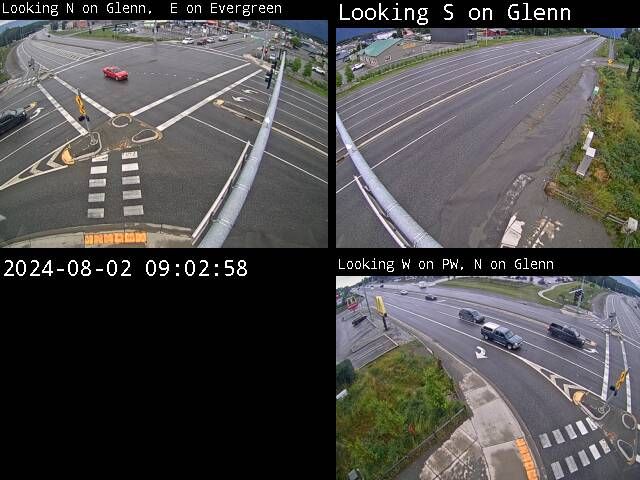 Looking N on Glenn, E on Evergreen
Looking S on Glenn
2024-08-02 09:02:58
Looking W on PW, N on Glenn